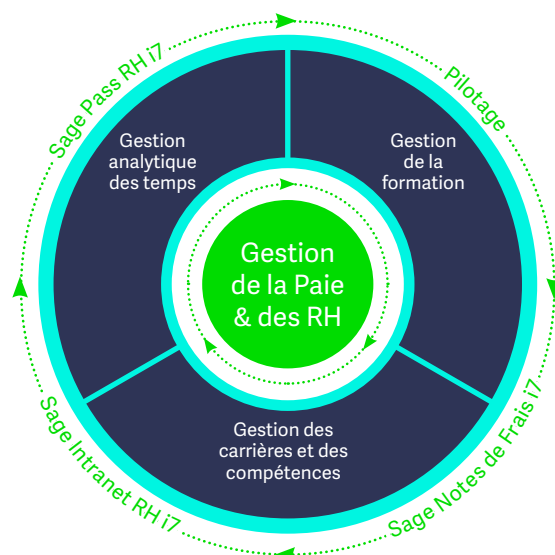 Sage Pass RH i7
Pilotage
Gestion
analytique
des temps
Gestion
de la
formation
Gestion
de la Paie
& des RH
Gestion des
carrières et des
compétences
Sage Intranet RH i7
Sage Notes de Frais i7